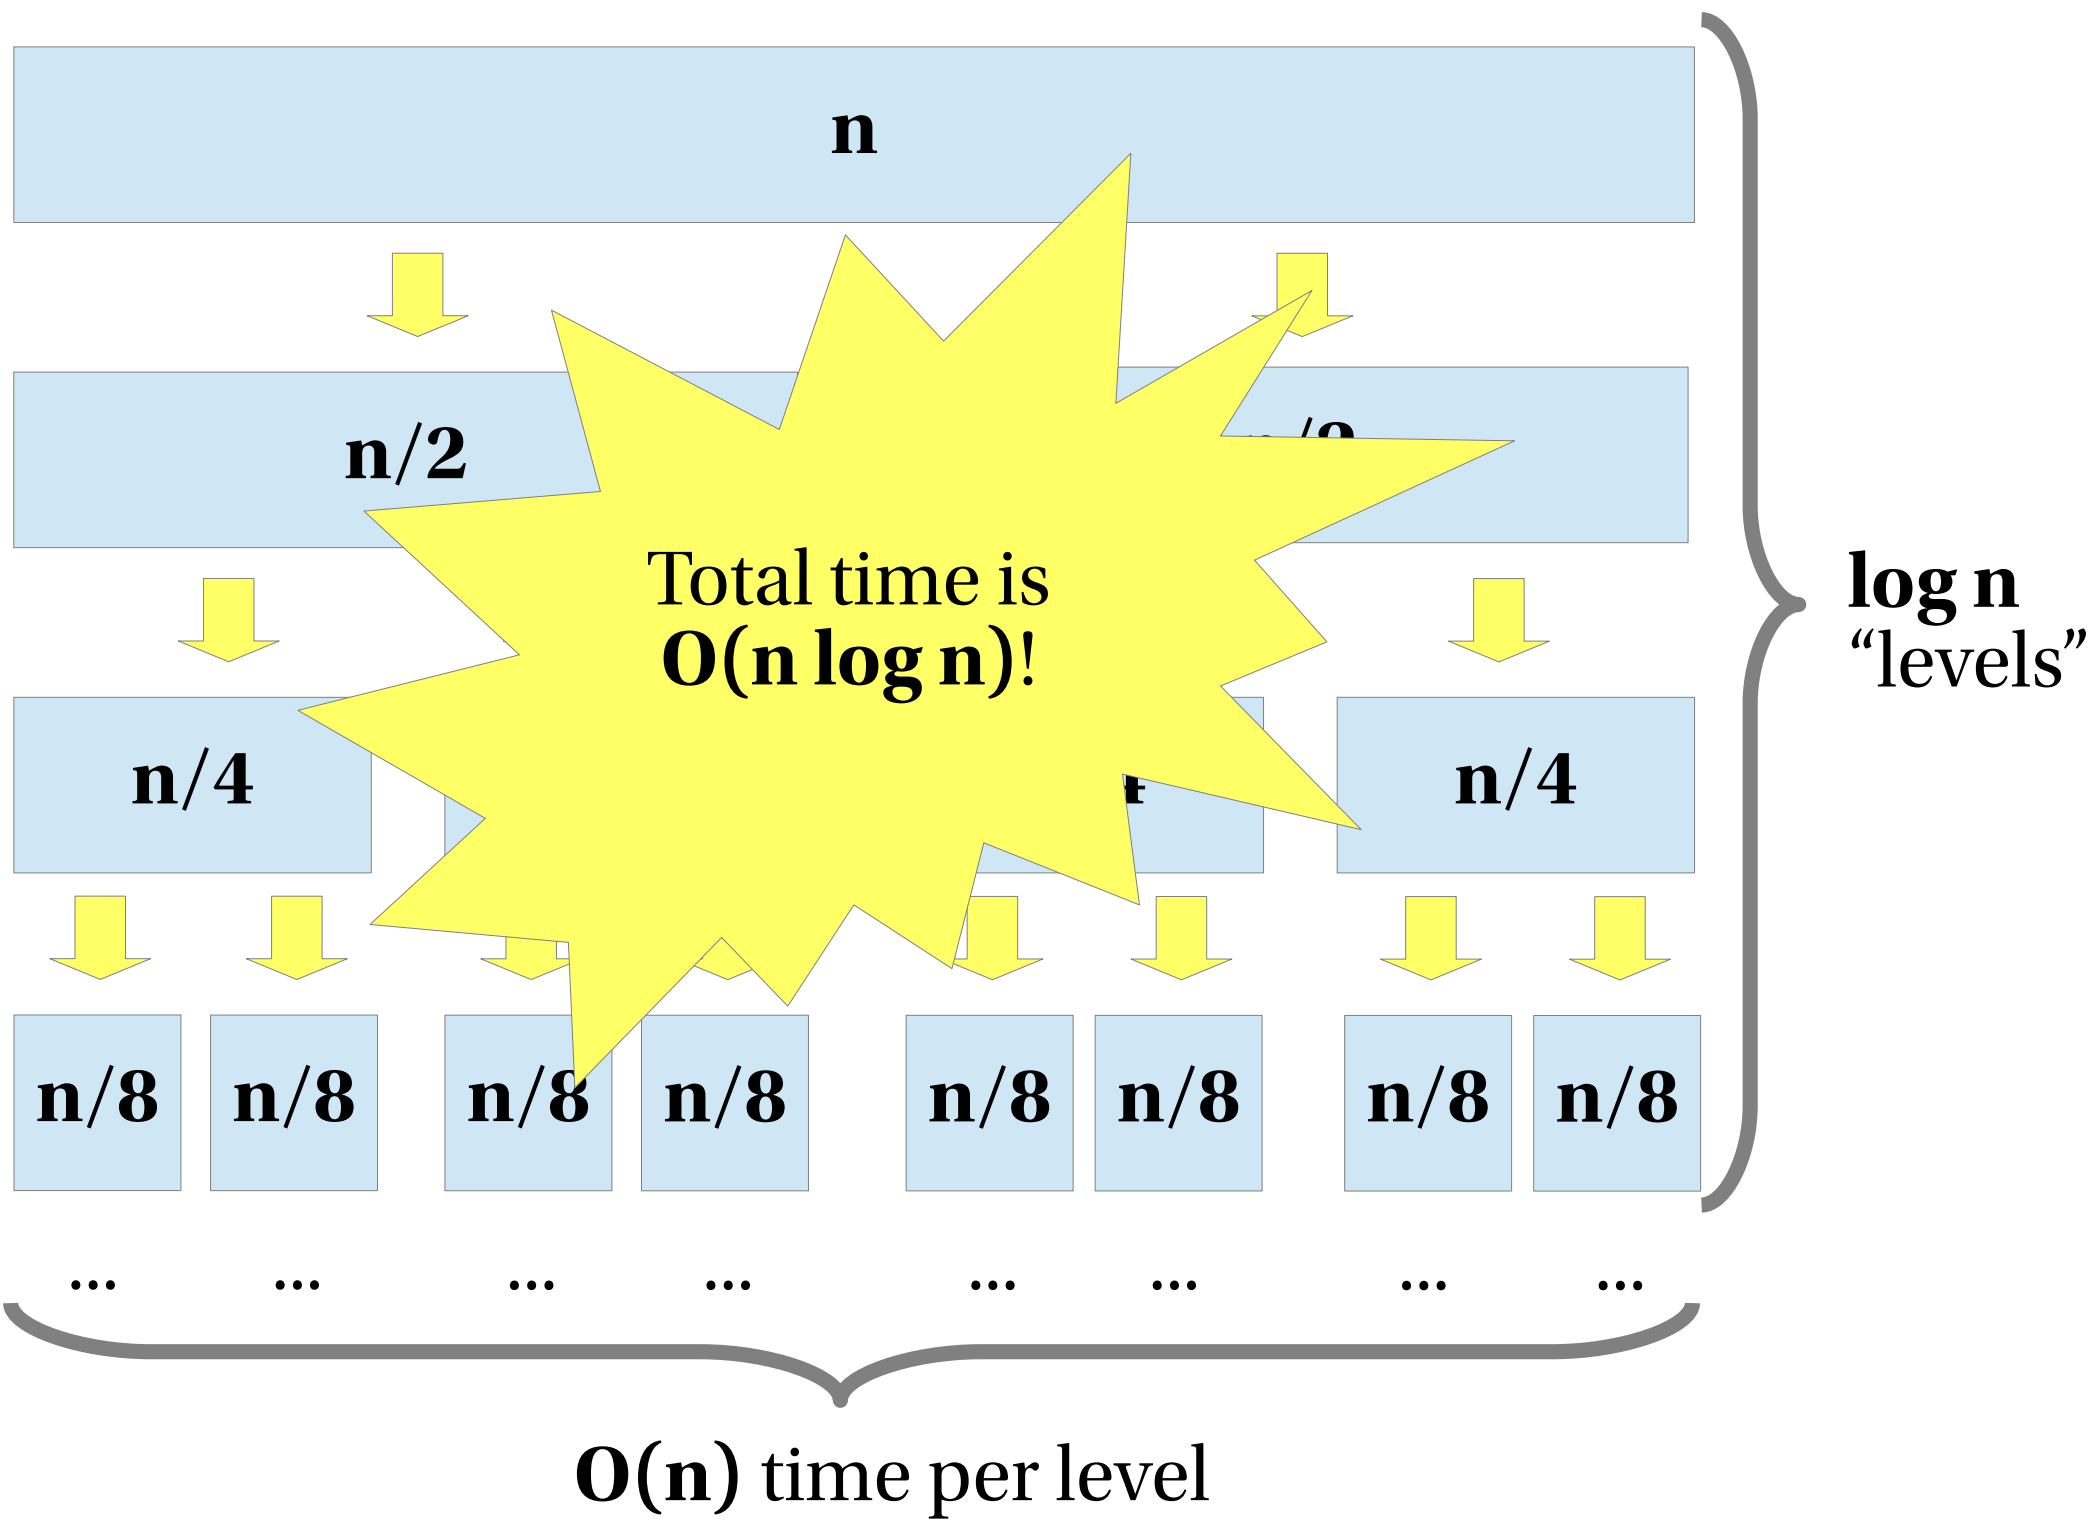 n
n/2
Total time is
O(n log n)!
log n
“levels”
n/4
n/4
n/8 n/8 n/8 n/8 n/8 n/8 n/8 n/8
... ... ... ... ... ... ... ...
O(n) time per level